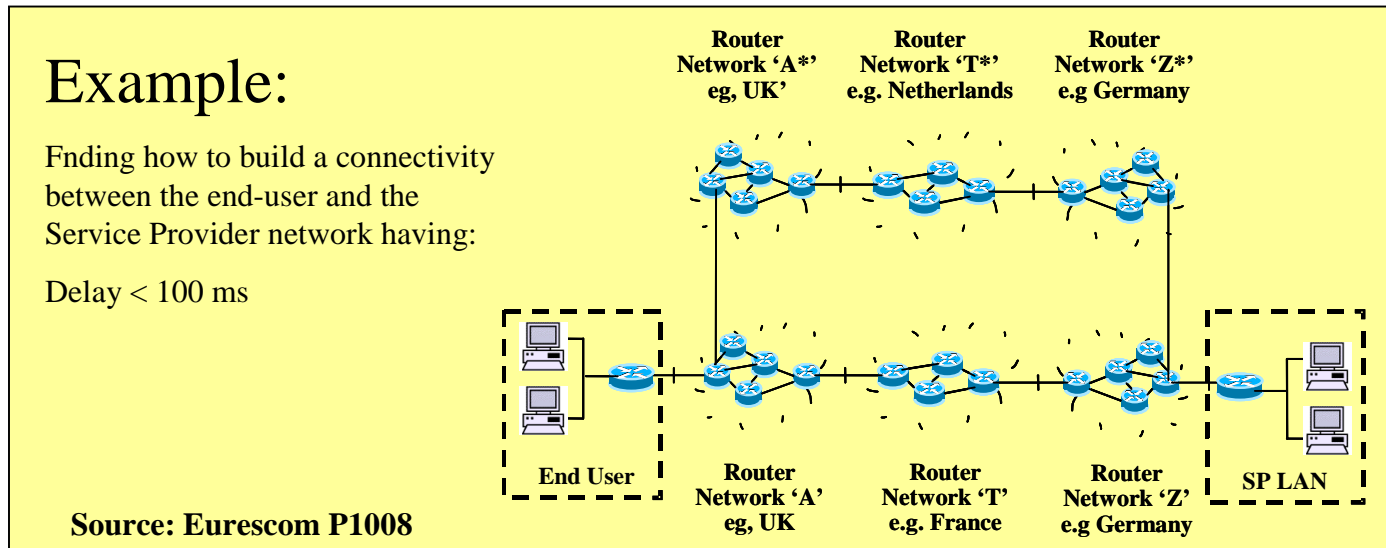 Example:
Fnding how to build a connectivity
between the end-user and the
Service Provider network having:
Delay < 100 ms
Router
Network ‘A*’
eg, UK’
Router
Network ‘T*’
e.g. Netherlands
Router
Network ‘Z*’
e.g Germany
End User
Router
Network ‘A’
eg, UK
Router
Network ‘T’
e.g. France
Router
Network ‘Z’
e.g Germany
SP LAN
Source: Eurescom P1008